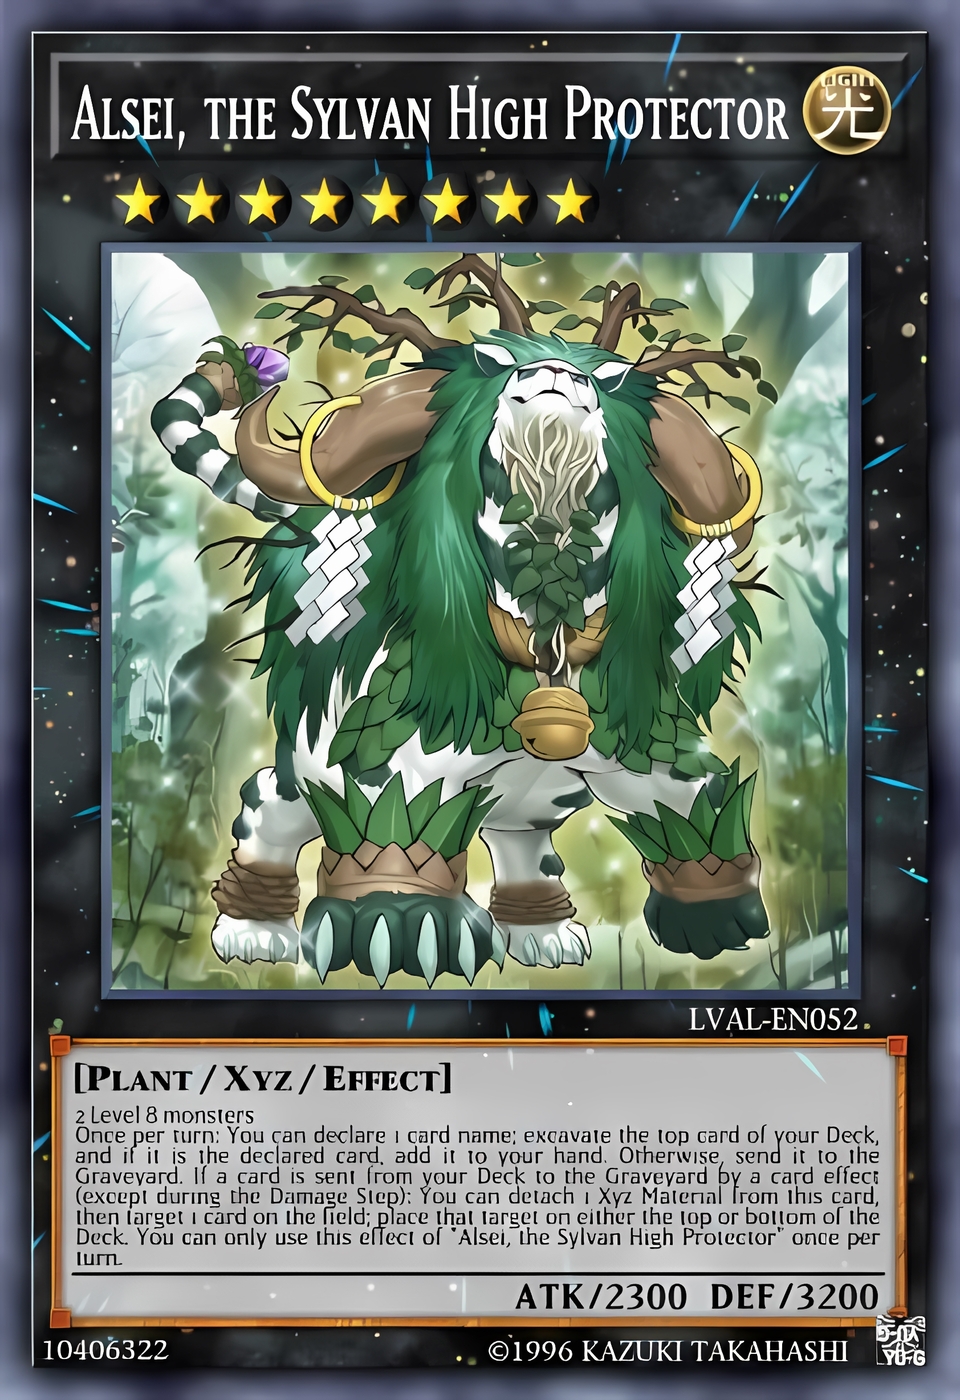 ALSEI, THE SYLVAN HIGH PROTECTOR
光
LVAL-EN052
[PLANT / XYZ / EFFECT]
2 Level 8 monsters
Once per turn: You can declare 1 card name; excavate the top card of your Deck,
and if it is the declared card, add it to your hand. Otherwise, send it to the
Graveyard. If a card is sent from your Deck to the Graveyard by a card effect
(except during the Damage Step): You can detach 1 Xyz Material from this card,
then target 1 card on the field; place that target on either the top or bottom of the
Deck. You can only use this effect of "Alsei, the Sylvan High Protector" once per
turn.
ATK/2300 DEF/3200
10406322
©1996 KAZUKI TAKAHASHI